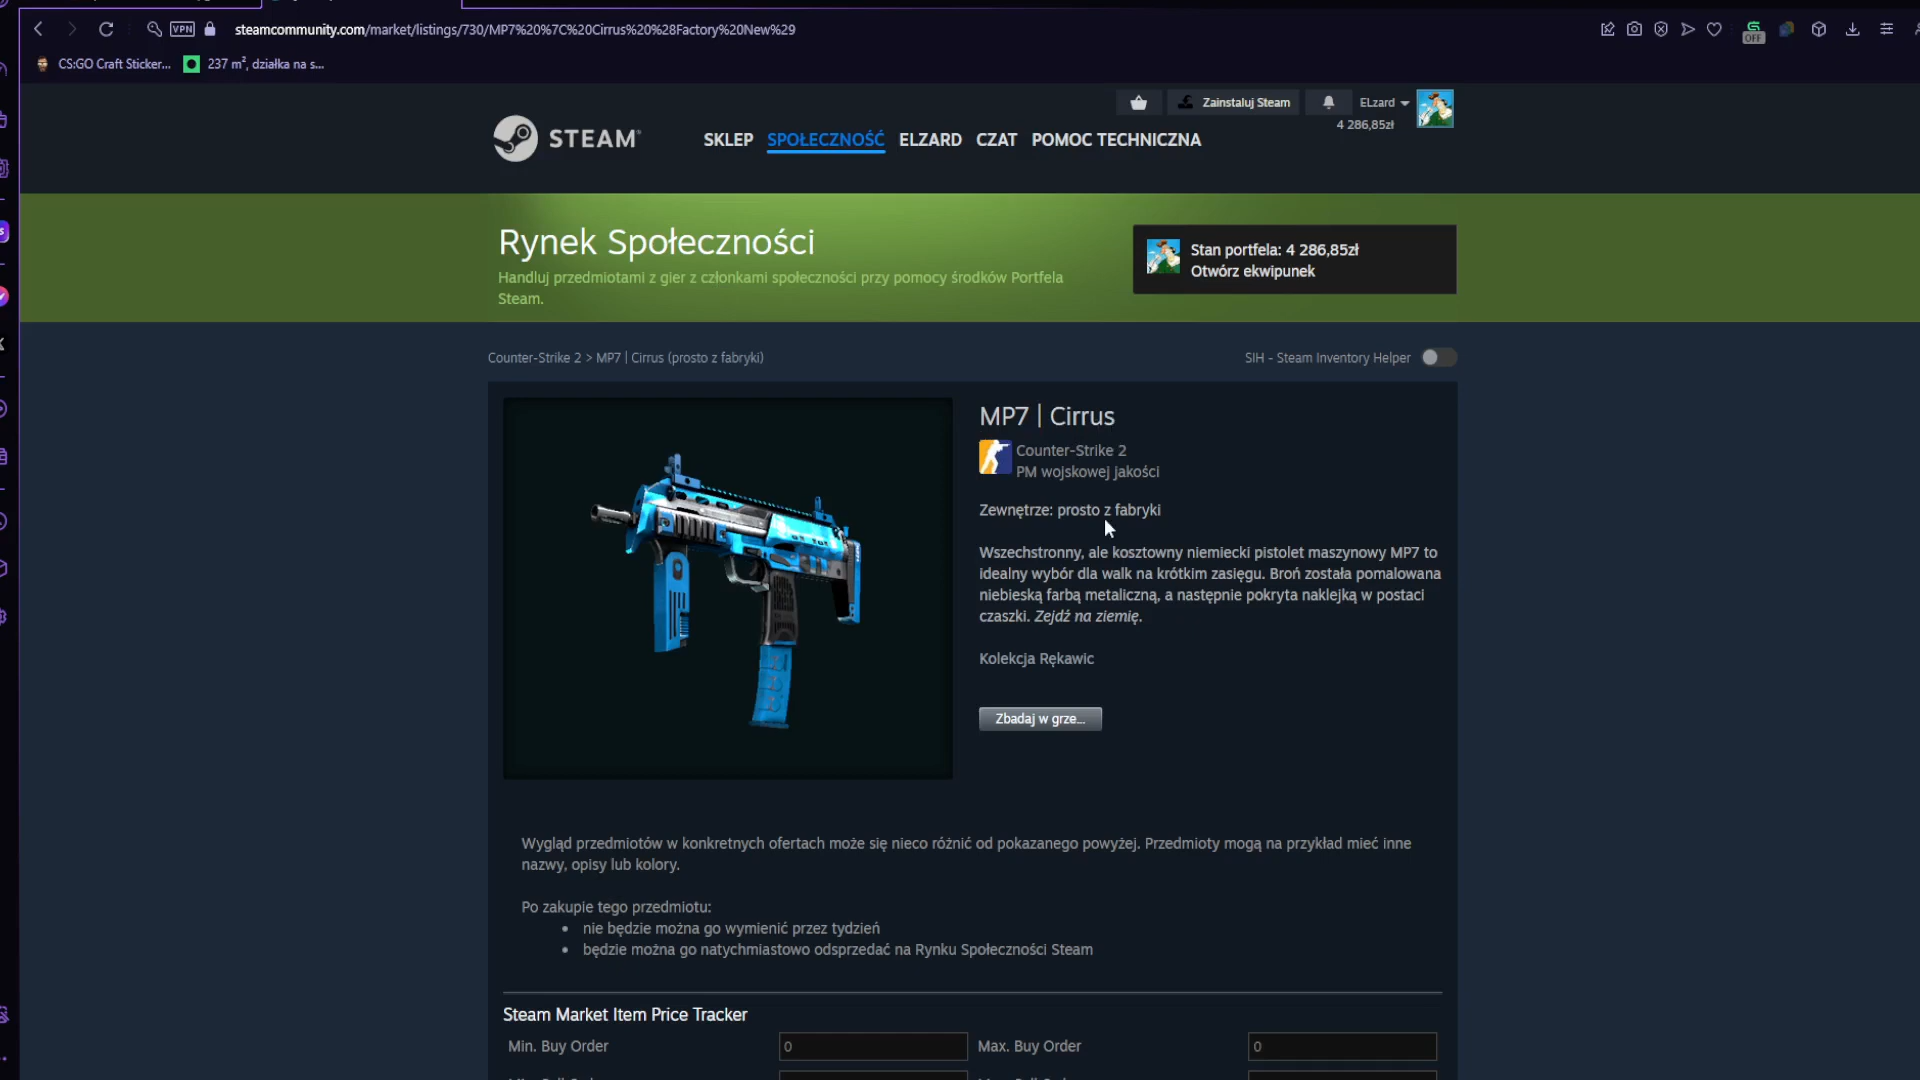 VPN
steamcommunity.com/market/listings/730/MP7%20%7C%20Cirrus%20%28Factory%20New%29
OFF
CS:GO Craft Sticker...
237 m², działka na s...
Zainstaluj Steam
ELzard
4 286,85zł
STEAM
SKLEP
SPOŁECZNOŚĆ
ELZARD
CZAT
POMOC TECHNICZNA
Rynek Społeczności
Handluj przedmiotami z gier z członkami społeczności przy pomocy środków Portfela
Steam.
Stan portfela: 4 286,85zł
Otwórz ekwipunek
Counter-Strike 2 > MP7 | Cirrus (prosto z fabryki)
SIH - Steam Inventory Helper
MP7 | Cirrus
Counter-Strike 2
PM wojskowej jakości
Zewnętrze: prosto z fabryki
Wszechstronny, ale kosztowny niemiecki pistolet maszynowy MP7 to
idealny wybór dla walk na krótkim zasięgu. Broń została pomalowana
niebieską farbą metaliczną, a następnie pokryta naklejką w postaci
czaszki. Zejdź na ziemię.
Kolekcja Rękawic
Zbadaj w grze...
Wygląd przedmiotów w konkretnych ofertach może się nieco różnić od pokazanego powyżej. Przedmioty mogą na przykład mieć inne
nazwy, opisy lub kolory.
Po zakupie tego przedmiotu:
• nie będzie można go wymienić przez tydzień
• będzie można go natychmiastowo odsprzedać na Rynku Społeczności Steam
Steam Market Item Price Tracker
Min. Buy Order
0
Max. Buy Order
0